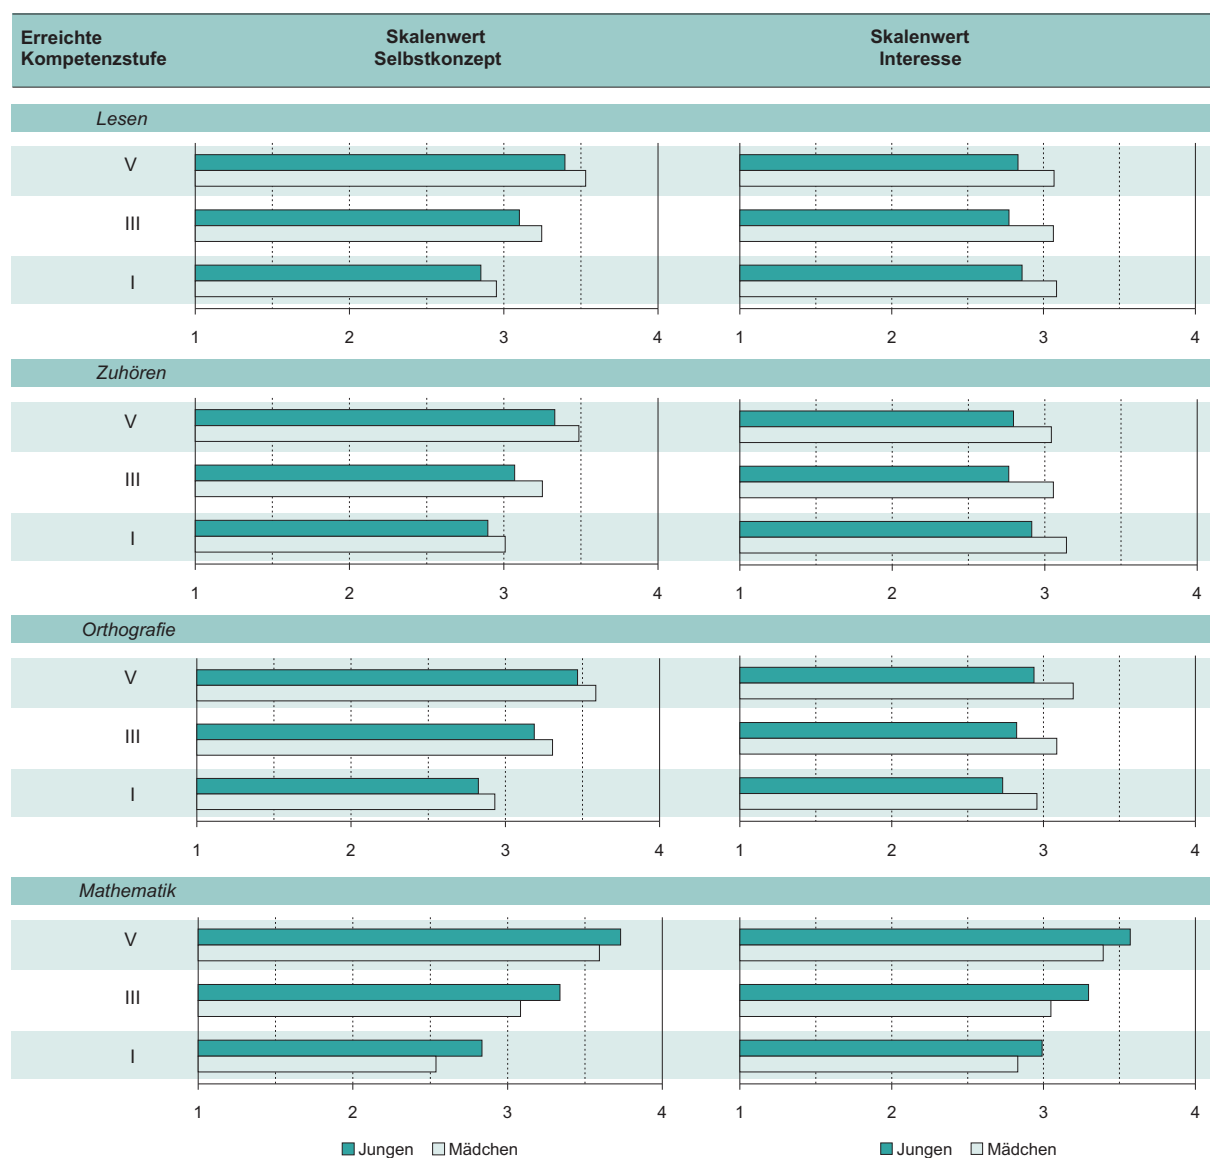 Erreichte
Kompetenzstufe
Skalenwert
Selbstkonzept
Skalenwert
Interesse
Lesen
V
III
I
1 2 3 4 1 2 3 4
Zuhören
V
III
I
1 2 3 4 1 2 3 4
Orthografie
V
III
I
1 2 3 4 1 2 3 4
Mathematik
V
III
I
1 2 3 4 1 2 3 4
Jungen Mädchen Jungen Mädchen